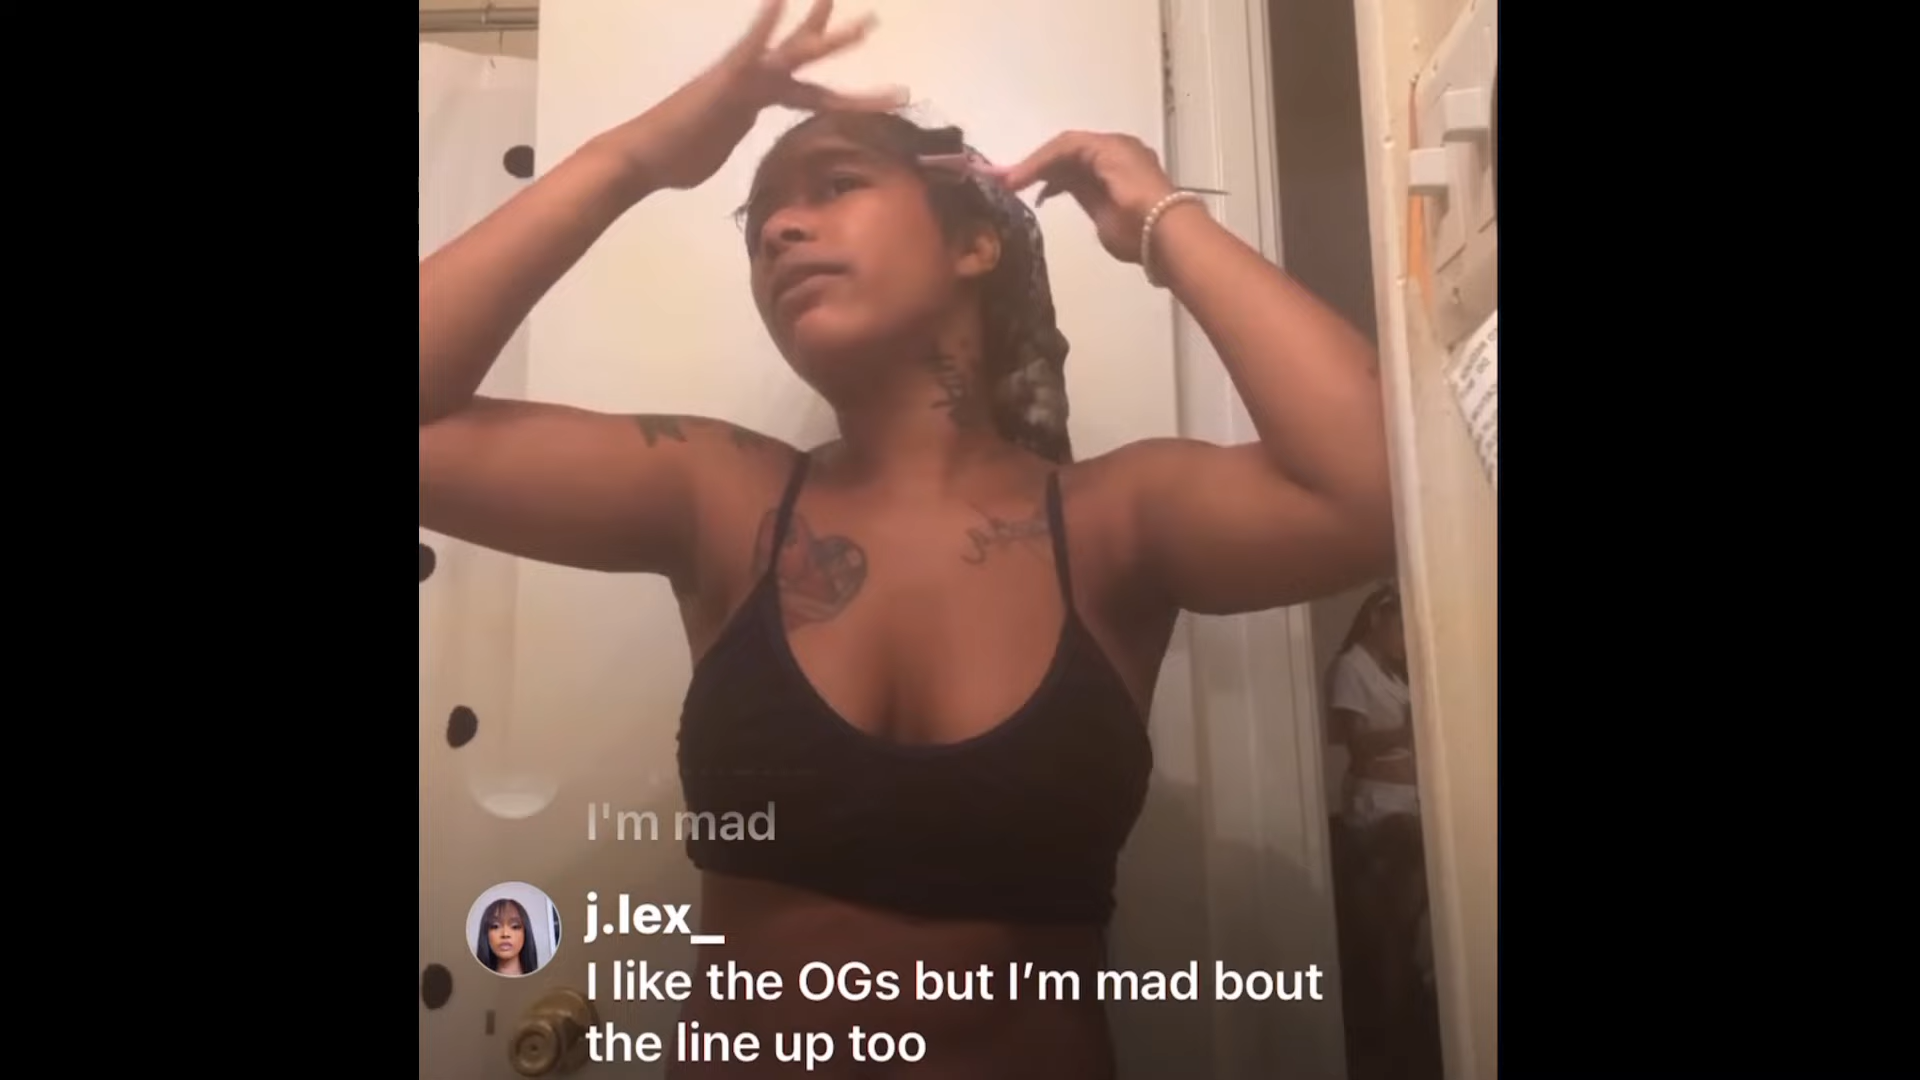 I'm mad
j.lex_
I like the OGs but I’m mad bout
the line up too